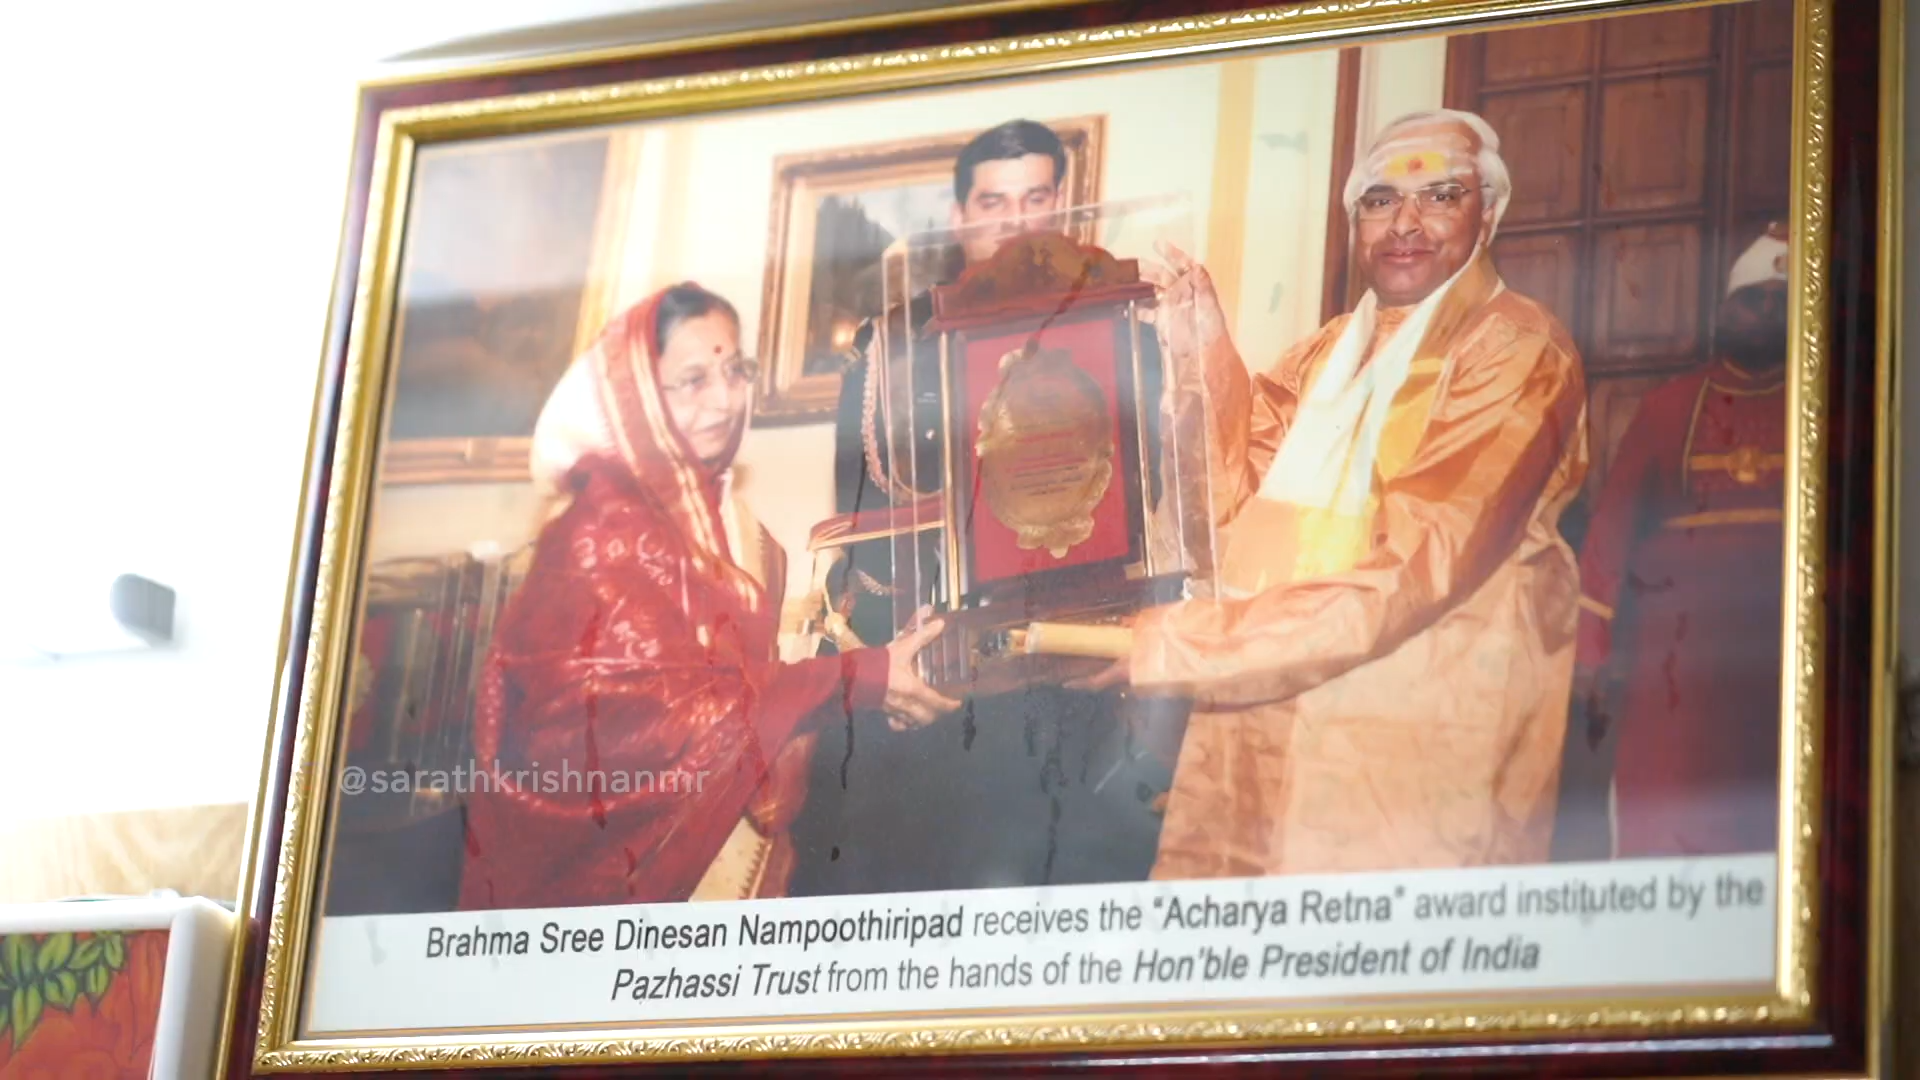 @sarathkrishnanmr
Brahma Sree Dinesan Nampoothiripad receives the “Acharya Retna” award instituted by the
Pazhassi Trust from the hands of the Hon'ble President of India